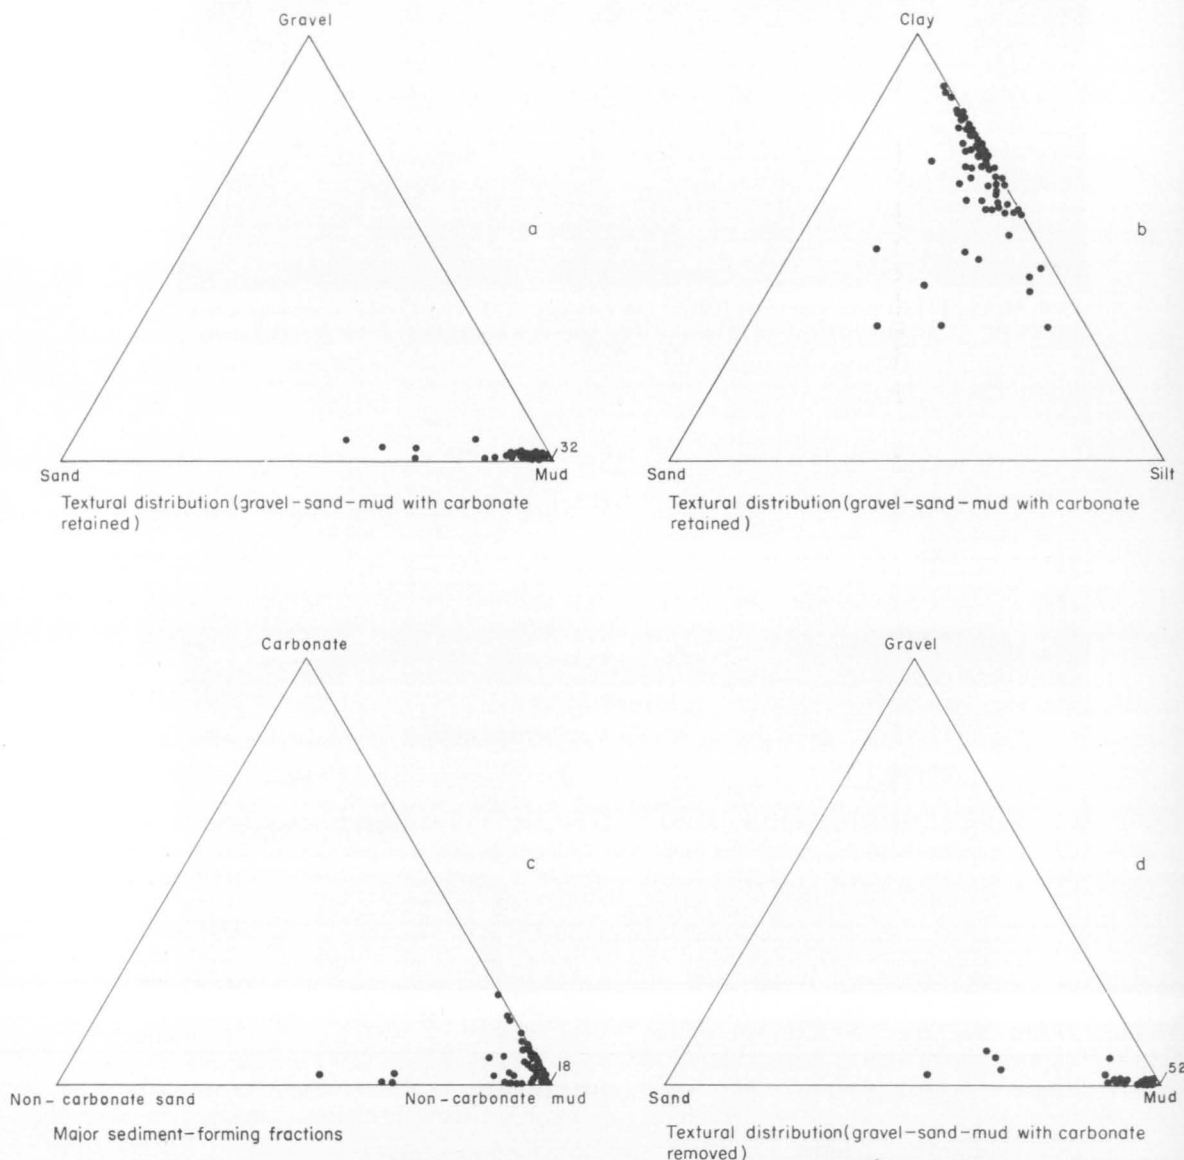 Gravel
a
32
Sand
Mud
Textural distribution (gravel-sand-mud with carbonate
retained)
Clay
b
Sand
Silt
Textural distribution (gravel-sand-mud with carbonate
retained)
Carbonate
c
18
Non-carbonate sand
Non-carbonate mud
Major sediment-forming fractions
Gravel
d
52
Sand
Mud
Textural distribution (gravel-sand-mud with carbonate
removed)